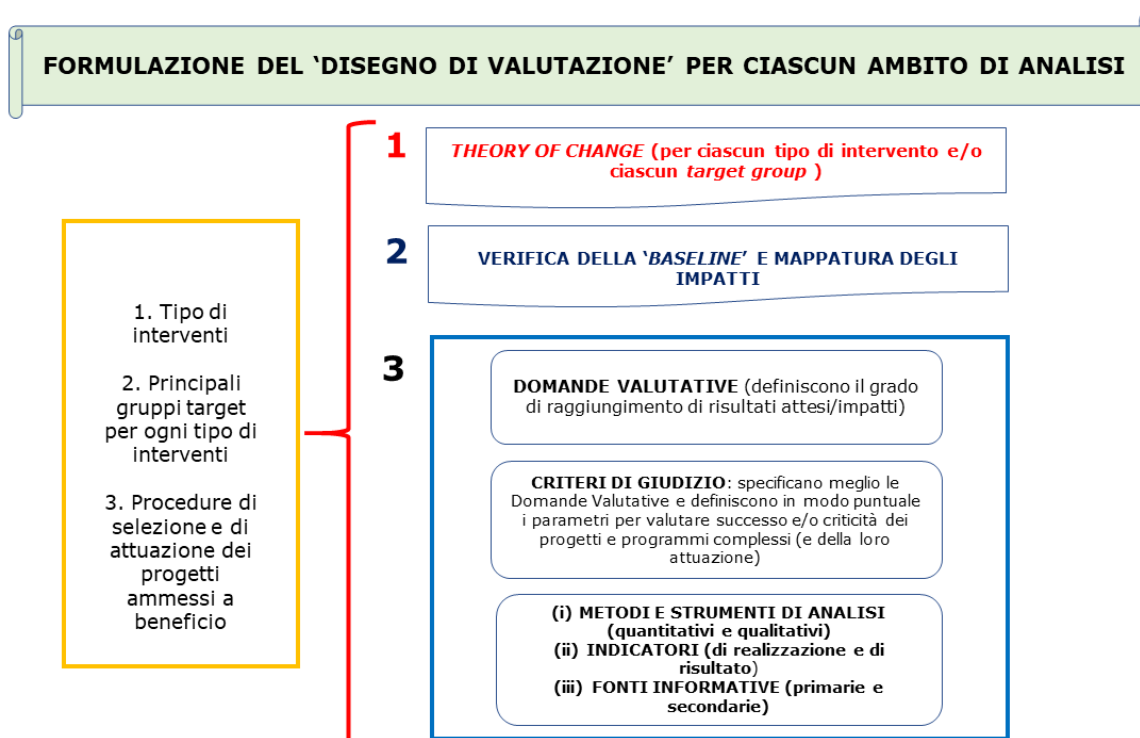 FORMULAZIONE DEL ‘DISEGNO DI VALUTAZIONE’ PER CIASCUN AMBITO DI ANALISI
1. Tipo di
interventi
2. Principali
gruppi target
per ogni tipo di
interventi
3. Procedure di
selezione e di
attuazione dei
progetti
ammessi a
beneficio
1
THEORY OF CHANGE (per ciascun tipo di intervento e/o
ciascun target group )
2
VERIFICA DELLA ‘BASELINE’ E MAPPATURA DEGLI
IMPATTI
3
DOMANDE VALUTATIVE (definiscono il grado
di raggiungimento di risultati attesi/impatti)
CRITERI DI GIUDIZIO: specificano meglio le
Domande Valutative e definiscono in modo puntuale
i parametri per valutare successo e/o criticità dei
progetti e programmi complessi (e della loro
attuazione)
(i) METODI E STRUMENTI DI ANALISI
(quantitativi e qualitativi)
(ii) INDICATORI (di realizzazione e di
risultato)
(iii) FONTI INFORMATIVE (primarie e
secondarie)